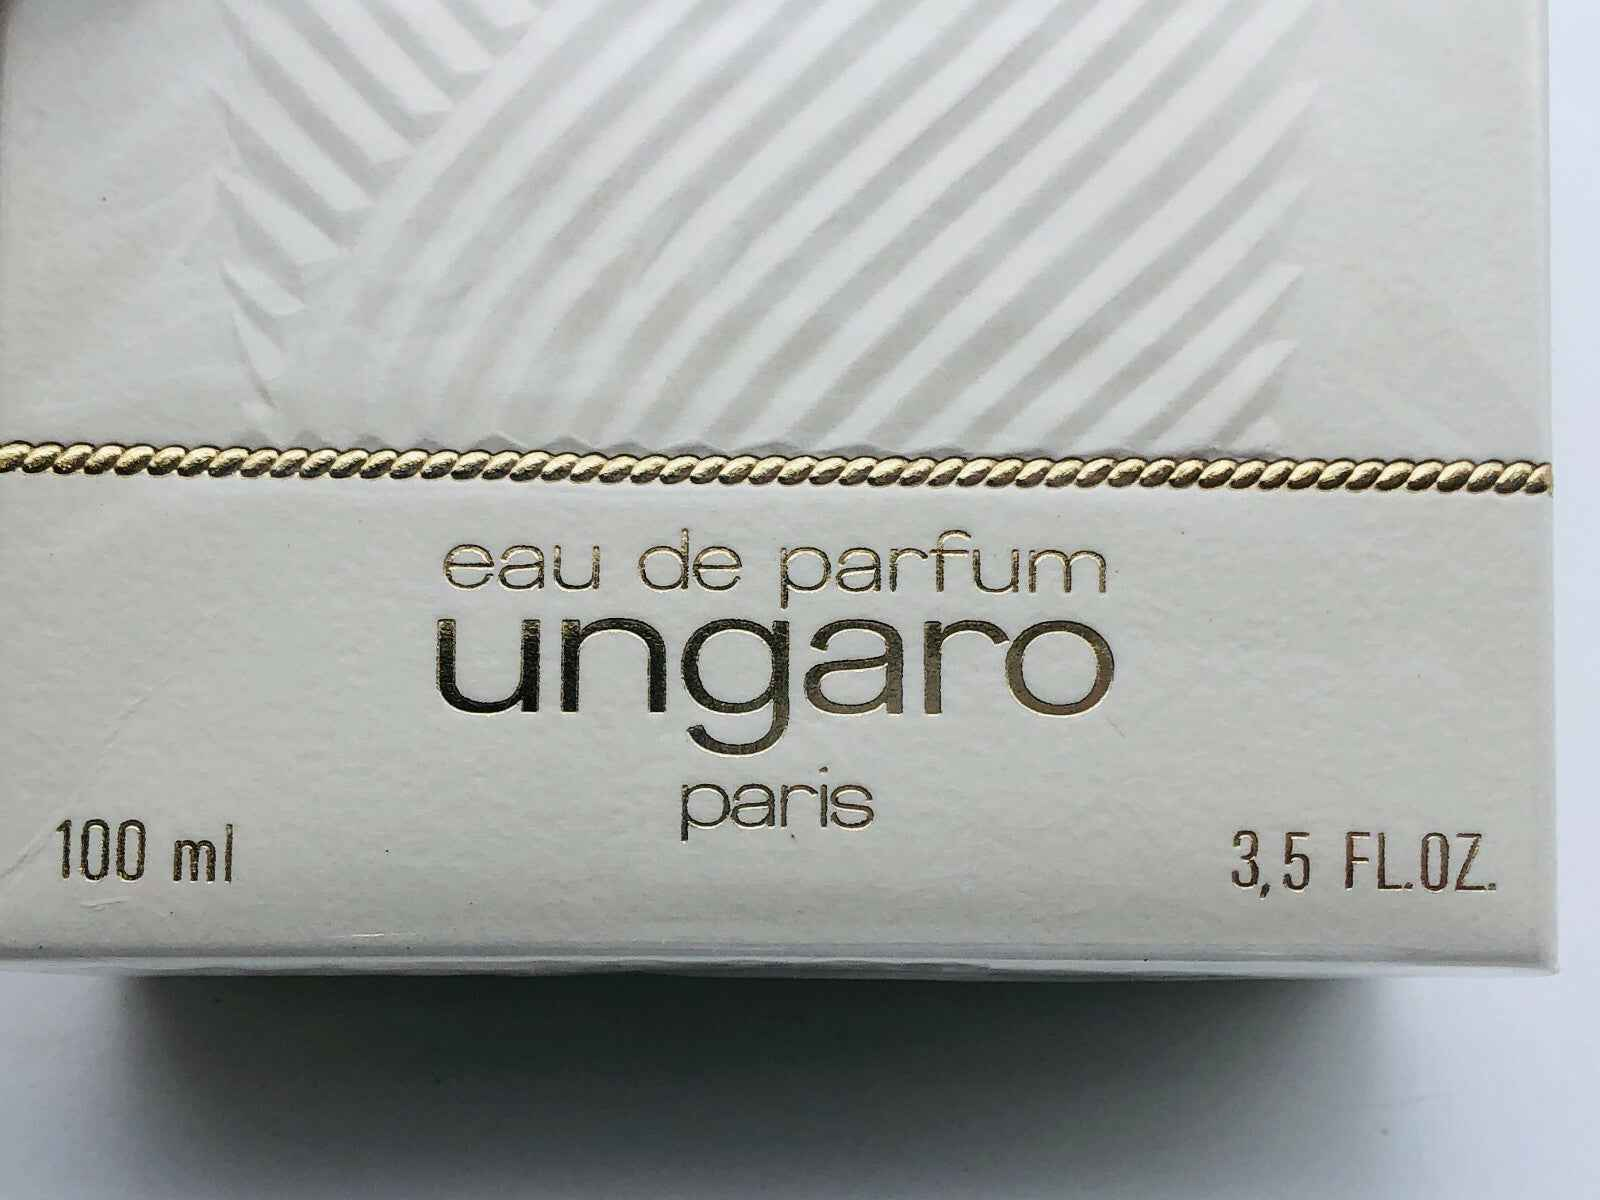 eau de parfum
ungaro
paris
100 ml
3,5 FL.OZ.